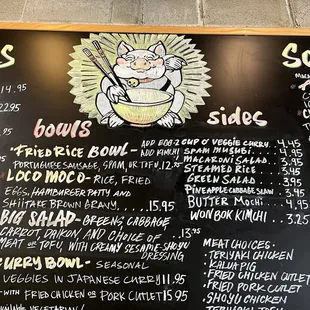 S
14.95
22.95
bowls
*FRIED RICE BOWL- ADD EGG-2
ADD KIMCHI
PORTUGUESE SAUSAGE, SPAM, OR TOFU. 12.75
*LOCO MOCO- RICE, FRIED
EGGS, HAMBURGER PATTY AND
SHIITAKE BROWN GRAVY.....15.95
BIG SALAD- GREENS, CABBAGE
CARROT, DAIKON, AND CHOICE OF ...13.95
MEAT OR TOFU, WITH CREAMY SESAME-SHOYU
DRESSING
CURRY BOWL- SEASONAL
VEGGIES IN JAPANESE CURRY 11.95
-WITH FRIED CHICKEN OR PORK CUTLET 15.95
sides
CUP O' VEGGIE CURRY. 4.45
SPAM MUSUBI. . . . 4.95
MACARONI SALAD. 3.45
STEAMED RICE. . . 2.95
GREEN SALAD. . . 3.95
PINEAPPLE CABBAGE SLAW. 3.45
BUTTER MOCHI. . 4.95
WON BOK KIMCHI . . 3.25
MEAT CHOICES:
• TERIYAKI CHICKEN
• KALUA PIG
• FRIED CHICKEN CUTLET
• FRIED PORK CUTLET
• SHOYU CHICKEN